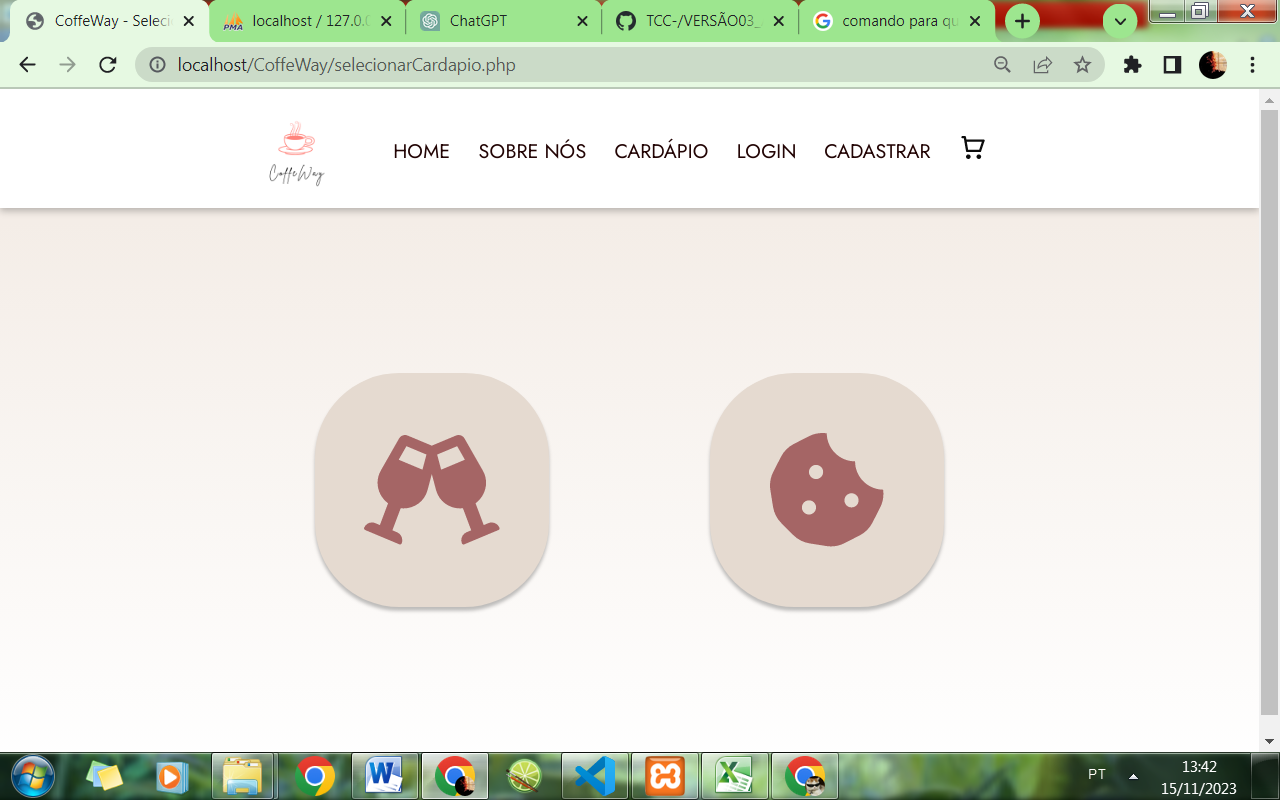 CoffeWay - Seleci
localhost / 127.0.0
ChatGPT
TCC-/VERSÃO03_
comando para qu
localhost/CoffeWay/selecionarCardapio.php
CoffeWay
HOME
SOBRE NÓS
CARDÁPIO
LOGIN
CADASTRAR
PT
13:42
15/11/2023